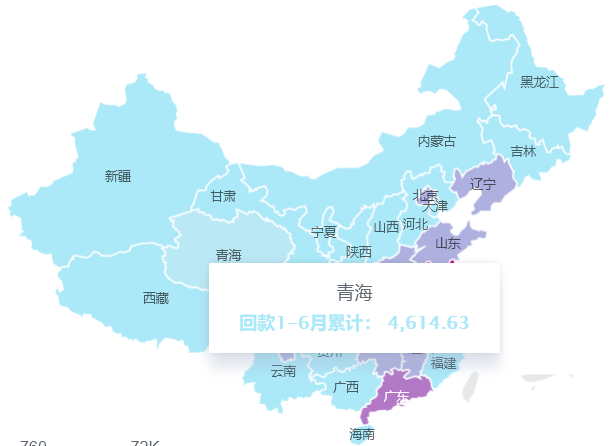 黑龙江
内蒙古
吉林
新疆
辽宁
甘肃
北京
天津
宁夏
山西
河北
陕西
山东
青海
西藏
青海
回款1-6月累计： 4,614.63
贵州
福建
云南
广西
广东
海南